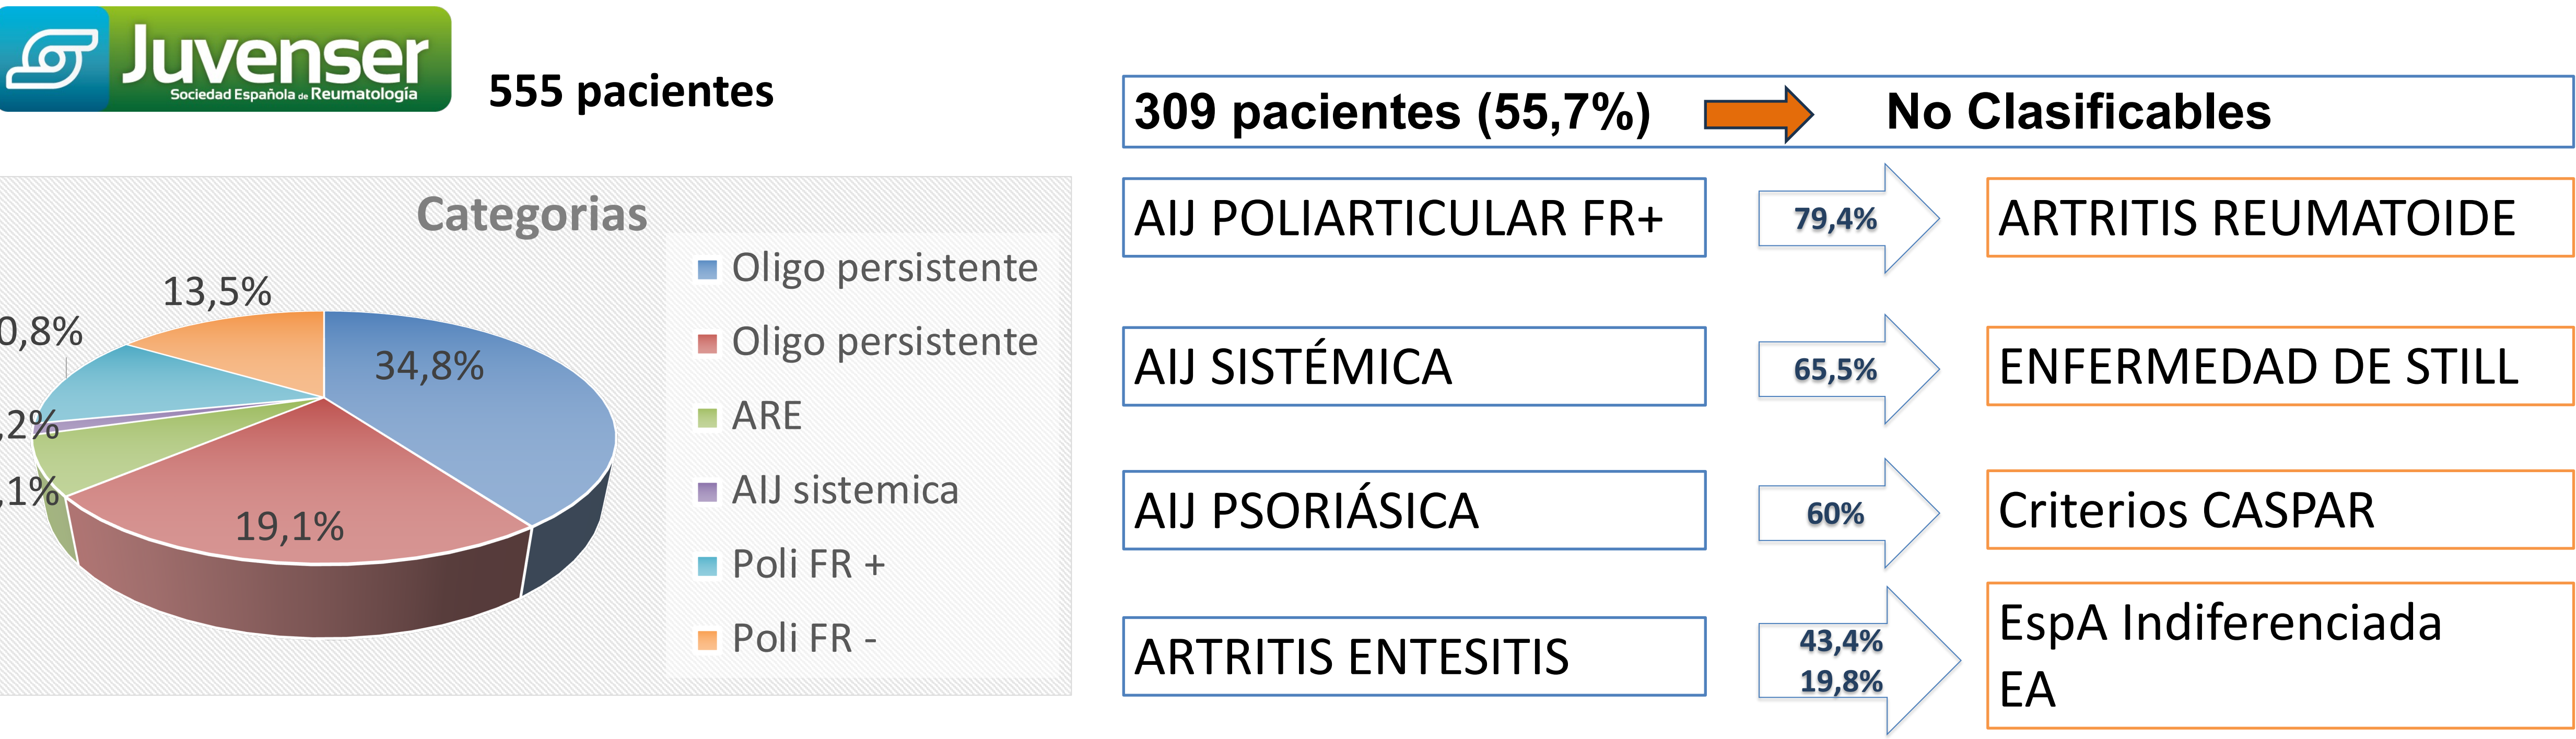 Juvenser
Sociedad Española de Reumatología
555 pacientes
309 pacientes (55,7%) No Clasificables
Categorias
13,5%
0,8%
,2%
,1%
34,8%
19,1%
Oligo persistente
Oligo persistente
ARE
AIJ sistemica
Poli FR +
Poli FR -
AIJ POLIARTICULAR FR+
79,4%
ARTRITIS REUMATOIDE
AIJ SISTÉMICA
65,5%
ENFERMEDAD DE STILL
AIJ PSORIÁSICA
60%
Criterios CASPAR
ARTRITIS ENTESITIS
43,4%
19,8%
EspA Indiferenciada
EA